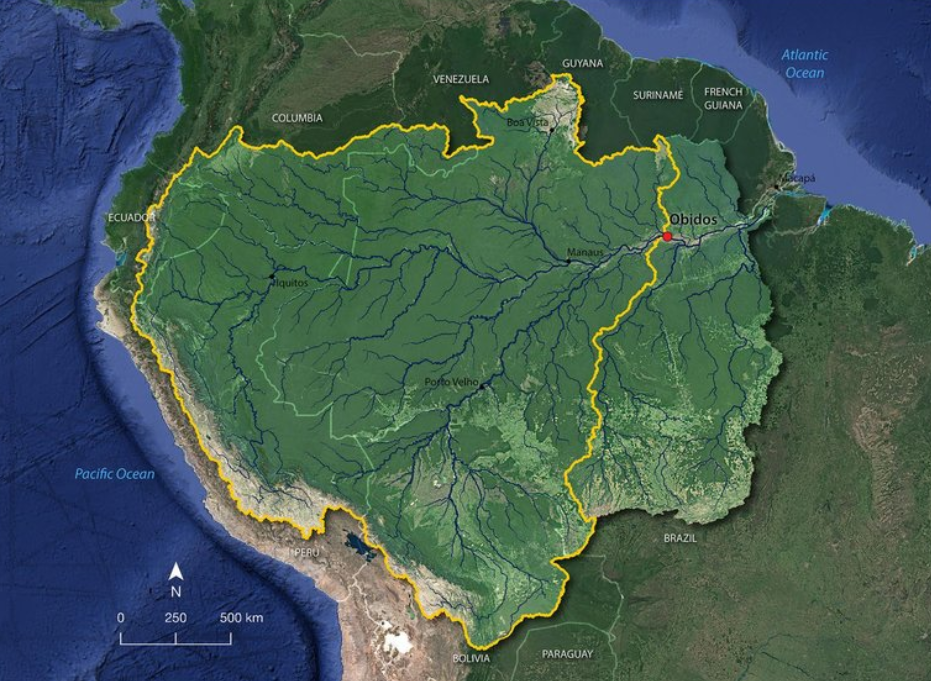 Atlantic
Ocean
GUYANA
VENEZUELA
SURINAME
FRENCH
GUIANA
COLUMBIA
Boa Vista
Macapá
ECUADOR
Obidos
Manaus
Iquitos
Porto Velho
Pacific Ocean
BRAZIL
PERU
N
0 250 500 km
BOLIVIA
PARAGUAY